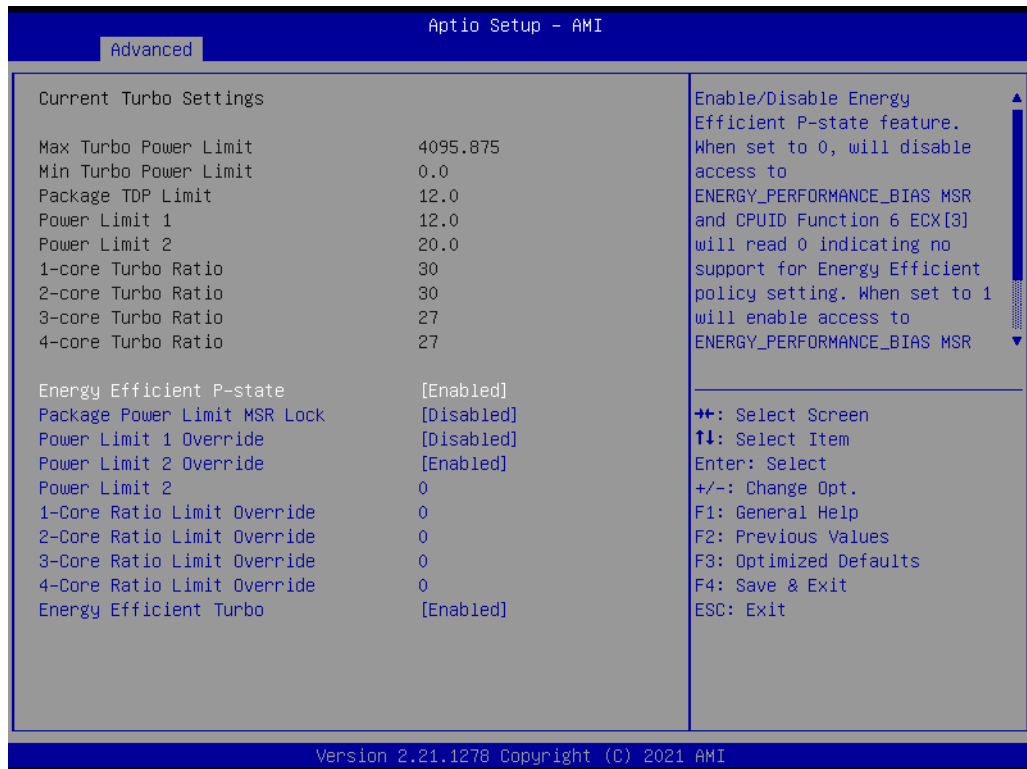 Aptio Setup – AMI
Advanced
Current Turbo Settings
Max Turbo Power Limit 4095.875
Min Turbo Power Limit 0.0
Package TDP Limit 12.0
Power Limit 1 12.0
Power Limit 2 20.0
1-core Turbo Ratio 30
2-core Turbo Ratio 30
3-core Turbo Ratio 27
4-core Turbo Ratio 27
Energy Efficient P-state [Enabled]
Package Power Limit MSR Lock [Disabled]
Power Limit 1 Override [Disabled]
Power Limit 2 Override [Enabled]
Power Limit 2 0
1-Core Ratio Limit Override 0
2-Core Ratio Limit Override 0
3-Core Ratio Limit Override 0
4-Core Ratio Limit Override 0
Energy Efficient Turbo [Enabled]
Enable/Disable Energy
Efficient P-state feature.
When set to 0, will disable
access to
ENERGY_PERFORMANCE_BIAS MSR
and CPUID Function 6 ECX[3]
will read 0 indicating no
support for Energy Efficient
policy setting. When set to 1
will enable access to
ENERGY_PERFORMANCE_BIAS MSR
→←: Select Screen
↑↓: Select Item
Enter: Select
+/-: Change Opt.
F1: General Help
F2: Previous Values
F3: Optimized Defaults
F4: Save & Exit
ESC: Exit
Version 2.21.1278 Copyright (C) 2021 AMI